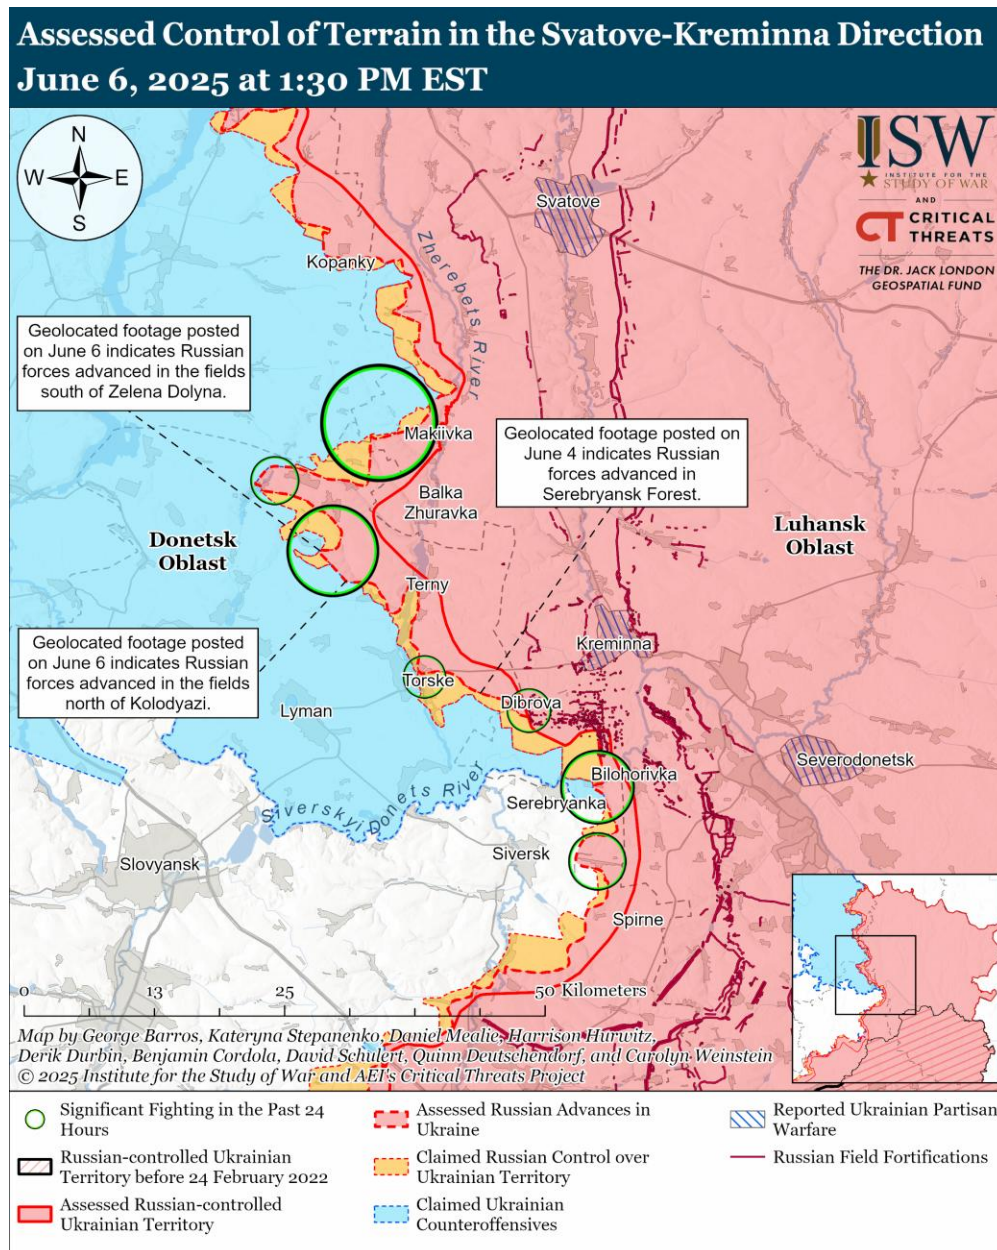 Assessed Control of Terrain in the Svatove-Kreminna Direction
June 6, 2025 at 1:30 PM EST
N
W
E
S
ISW
INSTITUTE FOR THE
STUDY OF WAR
AND
CT CRITICAL
THREATS
THE DR. JACK LONDON
GEOSPATIAL FUND
Svatove
Zherebets River
Kopanky
Geolocated footage posted
on June 6 indicates Russian
forces advanced in the fields
south of Zelena Dolyna.
Makiivka
Geolocated footage posted on
June 4 indicates Russian
forces advanced in
Serebryansk Forest.
Balka
Zhuravka
Donetsk
Oblast
Luhansk
Oblast
Terny
Kreminna
Geolocated footage posted
on June 6 indicates Russian
forces advanced in the fields
north of Kolodyazi.
Torske
Lyman
Dibrova
Severodonetsk
Bilohorivka
Serebryanka
Siverskyi Donets River
Siversk
Slovyansk
Spirne
0
13
25
50 Kilometers
Map by George Barros, Kateryna Stepanenko, Daniel Mealie, Harrison Hurwitz,
Derik Durbin, Benjamin Cordola, David Schulert, Quinn Deutschendorf, and Carolyn Weinstein
© 2025 Institute for the Study of War and AEI's Critical Threats Project
Significant Fighting in the Past 24
Hours
Russian-controlled Ukrainian
Territory before 24 February 2022
Assessed Russian-controlled
Ukrainian Territory
Assessed Russian Advances in
Ukraine
Claimed Russian Control over
Ukrainian Territory
Claimed Ukrainian
Counteroffensives
Reported Ukrainian Partisan
Warfare
Russian Field Fortifications